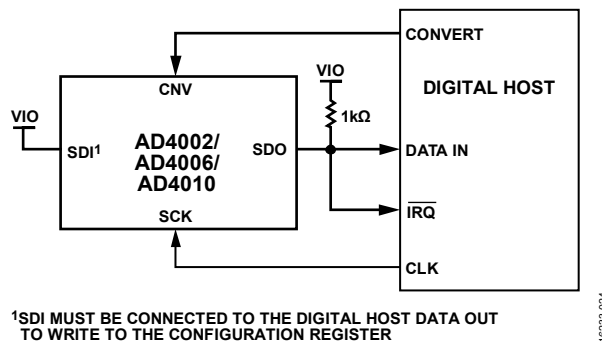 CONVERT
VIO
DIGITAL HOST
CNV
1kΩ
VIO
SDI1
AD4002/
AD4006/
AD4010
SDO
DATA IN
IRQ
SCK
CLK
1SDI MUST BE CONNECTED TO THE DIGITAL HOST DATA OUT
TO WRITE TO THE CONFIGURATION REGISTER